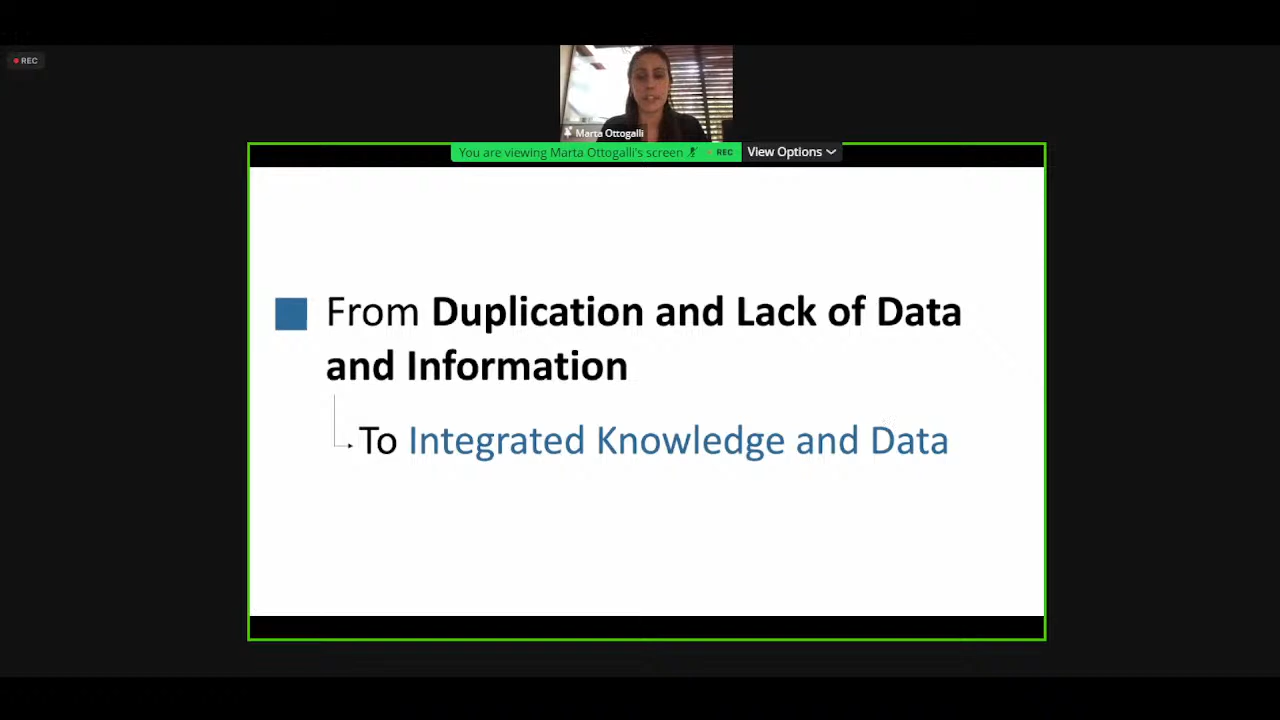 REC
Marta Ottogalli
You are viewing Marta Ottogalli's screen REC View Options
From Duplication and Lack of Data
and Information
To Integrated Knowledge and Data